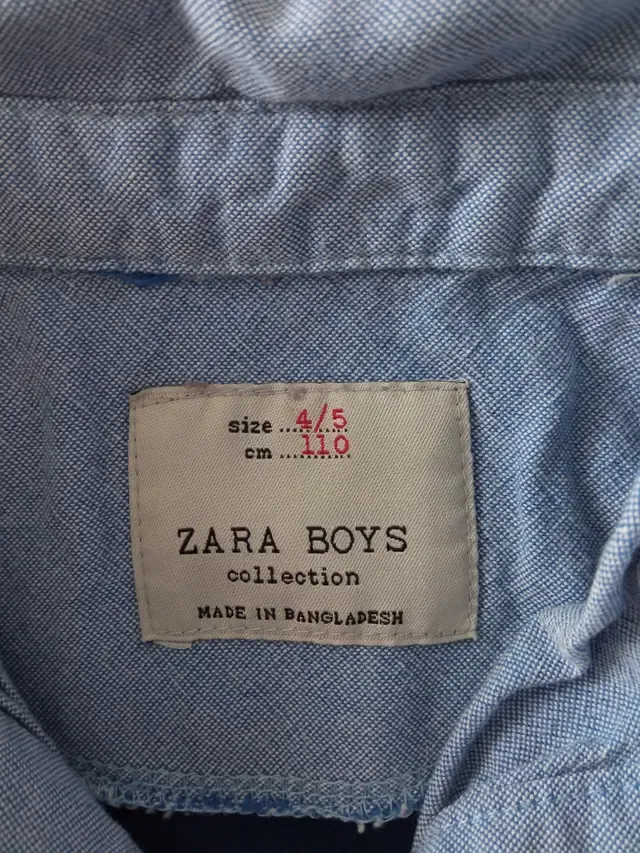 size 4/5
cm 110
ZARA BOYS
collection
MADE IN BANGLADESH